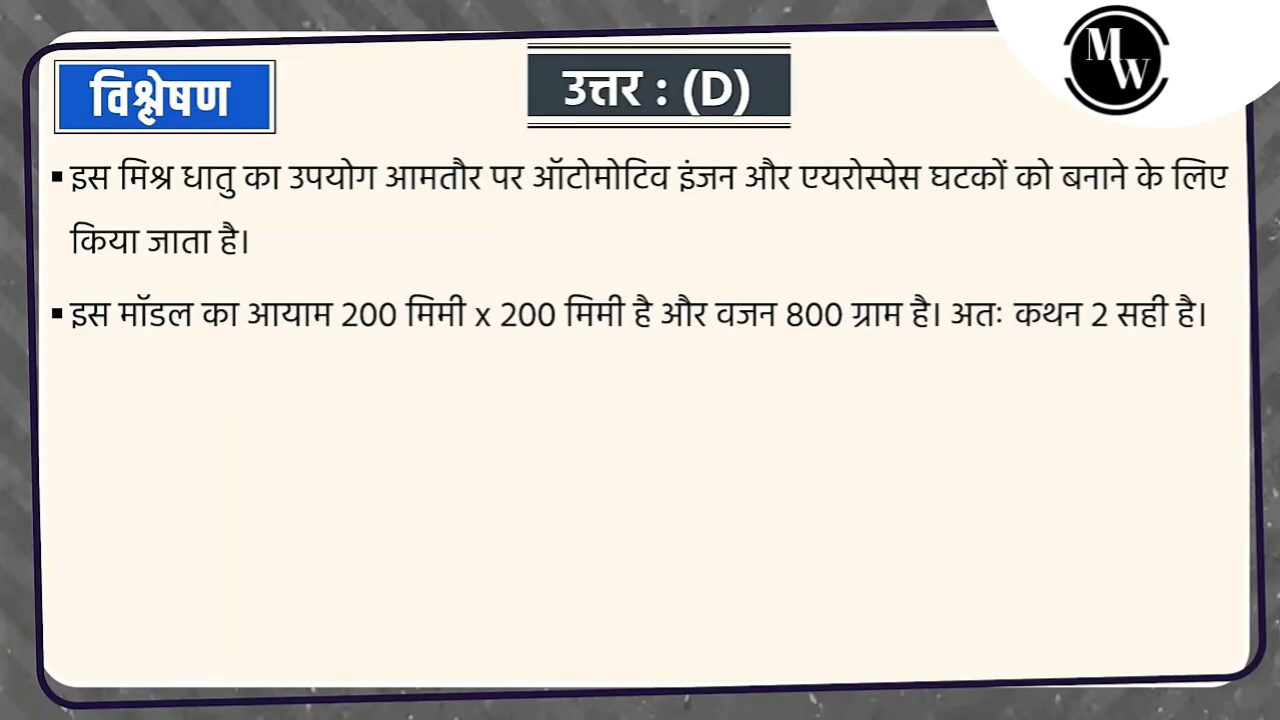 MW
विश्लेषण
उत्तर : (D)
▪ इस मिश्र धातु का उपयोग आमतौर पर ऑटोमोटिव इंजन और एयरोस्पेस घटकों को बनाने के लिए
किया जाता है।
▪ इस मॉडल का आयाम 200 मिमी x 200 मिमी है और वजन 800 ग्राम है। अतः कथन 2 सही है।